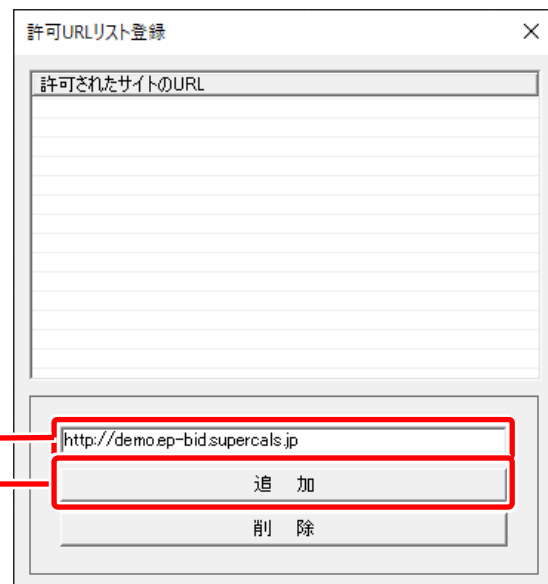 許可URLリスト登録
許可されたサイトのURL
http://demo.ep-bid.supercals.jp
追　加
削　除